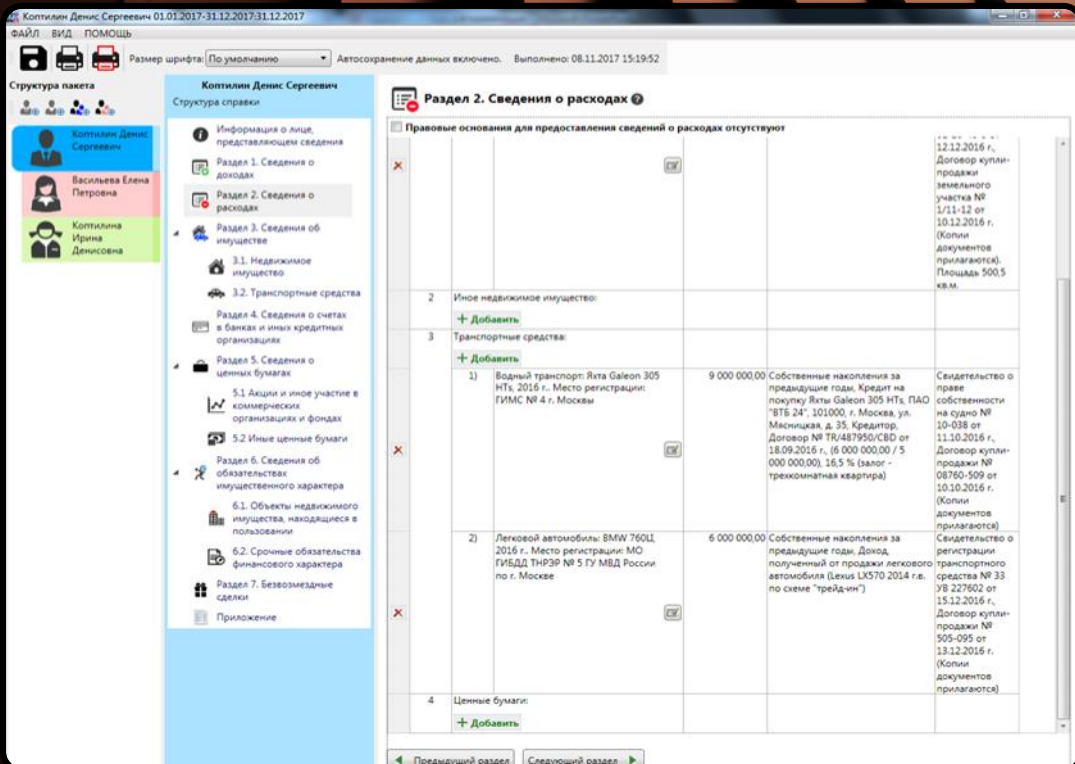 Коптилин Денис Сергеевич 01.01.2017-31.12.2017:31.12.2017
ФАЙЛ ВИД ПОМОЩЬ
Размер шрифта: По умолчанию Автосохранение данных включено. Выполнено: 08.11.2017 15:19:52
Структура пакета
Коптилин Денис
Сергеевич
Васильева Елена
Петровна
Коптилина
Ирина
Денисовна
Коптилин Денис Сергеевич
Структура справки
Информация о лице,
представляющем сведения
Раздел 1. Сведения о
доходах
Раздел 2. Сведения о
расходах
Раздел 3. Сведения об
имуществе
3.1. Недвижимое
имущество
3.2. Транспортные средства
Раздел 4. Сведения о счетах
в банках и иных кредитных
организациях
Раздел 5. Сведения о
ценных бумагах
5.1 Акции и иное участие в
коммерческих
организациях и фондах
5.2 Иные ценные бумаги
Раздел 6. Сведения об
обязательствах
имущественного характера
6.1. Объекты недвижимого
имущества, находящиеся в
пользовании
6.2. Срочные обязательства
финансового характера
Раздел 7. Безвозмездные
сделки
Приложение
Раздел 2. Сведения о расходах
Правовые основания для предоставления сведений о расходах отсутствуют
12.12.2016 г.,
Договор купли-
продажи
земельного
участка №
1/11-12 от
10.12.2016 г.
(Копии
документов
прилагаются).
Площадь 500,5
кв.м.
2 Иное недвижимое имущество:
+ Добавить
3 Транспортные средства:
+ Добавить
1) Водный транспорт: Яхта Galeon 305
HTs, 2016 г.. Место регистрации:
ГИМС № 4 г. Москвы
9 000 000,00
Собственные накопления за
предыдущие годы, Кредит на
покупку Яхты Galeon 305 HTs, ПАО
"ВТБ 24", 101000, г. Москва, ул.
Мясницкая, д. 35, Кредитор,
Договор № TR/487950/CBD от
18.09.2016 г., (6 000 000,00 / 5
000 000,00), 16,5 % (залог -
трехкомнатная квартира)
Свидетельство о
праве
собственности
на судно №
10-038 от
11.10.2016 г.,
Договор купли-
продажи №
08760-509 от
10.10.2016 г.
(Копии
документов
прилагаются)
2) Легковой автомобиль: BMW 760Li,
2016 г.. Место регистрации: МО
ГИБДД ТНРЭР № 5 ГУ МВД России
по г. Москве
6 000 000,00
Собственные накопления за
предыдущие годы, Доход,
полученный от продажи легкового
автомобиля (Lexus LX570 2014 г.в.
по схеме "трейд-ин")
Свидетельство о
регистрации
транспортного
средства № 33
УВ 227602 от
15.12.2016 г.,
Договор купли-
продажи №
505-095 от
13.12.2016 г.
(Копии
документов
прилагаются)
4 Ценные бумаги:
+ Добавить
Предыдущий раздел Следующий раздел